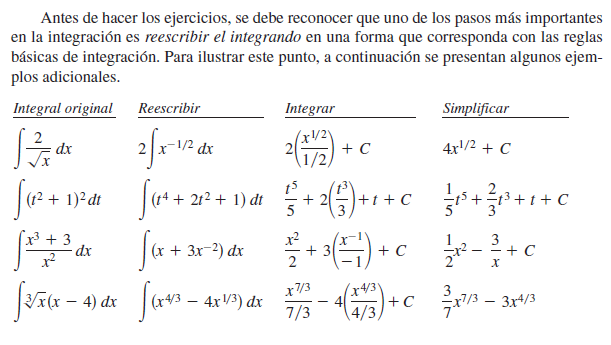 Antes de hacer los ejercicios, se debe reconocer que uno de los pasos más importantes
en la integración es reescribir el integrando en una forma que corresponda con las reglas
básicas de integración. Para ilustrar este punto, a continuación se presentan algunos ejem-
plos adicionales.
Integral original Reescribir Integrar Simplificar
∫ 2/√x dx 2∫ x^(-1/2) dx 2(x^(1/2)/(1/2)) + C 4x^(1/2) + C
∫ (t² + 1)² dt ∫ (t⁴ + 2t² + 1) dt t⁵/5 + 2(t³/3) + t + C 1/5 t⁵ + 2/3 t³ + t + C
∫ (x³ + 3)/x² dx ∫ (x + 3x⁻²) dx x²/2 + 3(x⁻¹/−1) + C 1/2 x² − 3/x + C
∫ ∛x(x − 4) dx ∫ (x^(4/3) − 4x^(1/3)) dx x^(7/3)/(7/3) − 4(x^(4/3)/(4/3)) + C 3/7 x^(7/3) − 3x^(4/3)